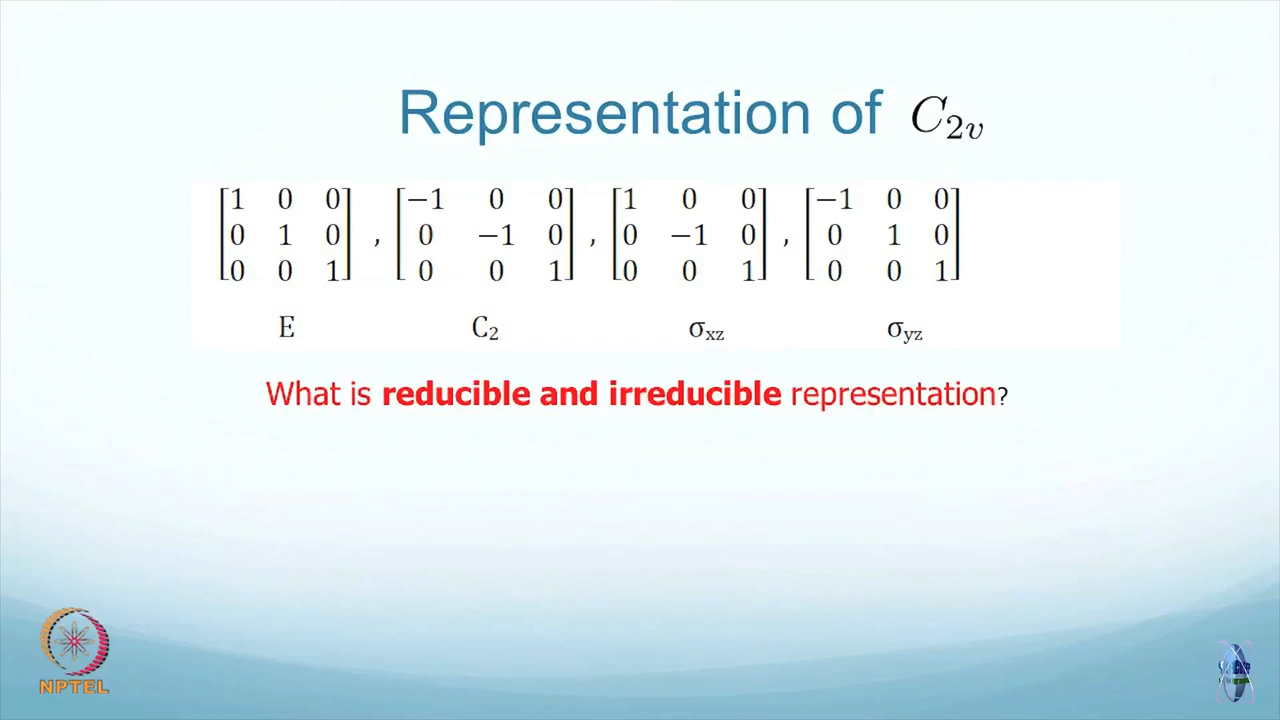 Representation of C₂ᵥ
[1 0 0] [−1 0 0] [1 0 0] [−1 0 0]
[0 1 0] , [0 −1 0] , [0 −1 0] , [0 1 0]
[0 0 1] [0 0 1] [0 0 1] [0 0 1]
E C₂ σxz σyz
What is reducible and irreducible representation?
NPTEL